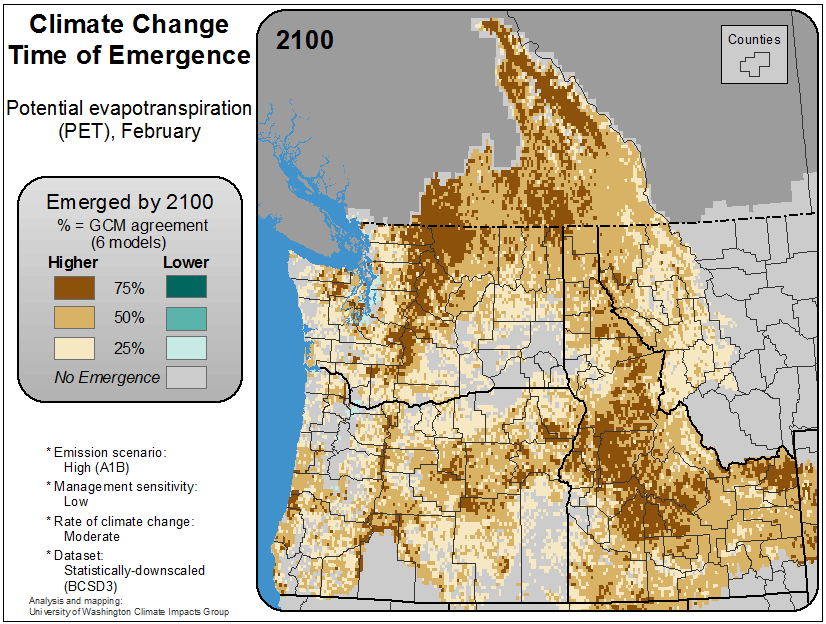 Climate Change
Time of Emergence
Potential evapotranspiration
(PET), February
Emerged by 2100
% = GCM agreement
(6 models)
Higher Lower
75%
50%
25%
No Emergence
* Emission scenario:
High (A1B)
* Management sensitivity:
Low
* Rate of climate change:
Moderate
* Dataset:
Statistically-downscaled
(BCSD3)
Analysis and mapping:
University of Washington Climate Impacts Group
2100
Counties